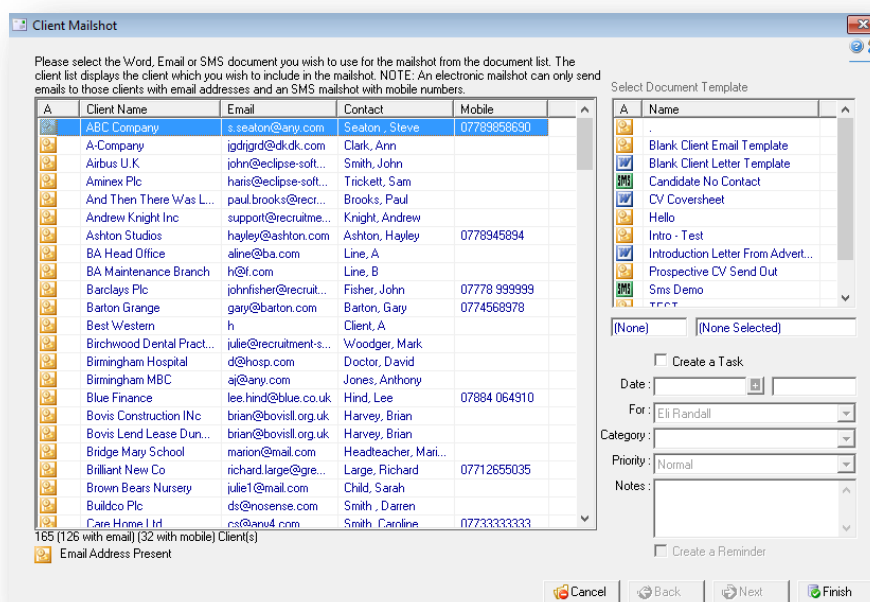 Client Mailshot
Please select the Word, Email or SMS document you wish to use for the mailshot from the document list. The
client list displays the client which you wish to include in the mailshot. NOTE: An electronic mailshot can only send
emails to those clients with email addresses and an SMS mailshot with mobile numbers.
Select Document Template
A Client Name Email Contact Mobile
ABC Company s.seaton@any.com Seaton , Steve 07789858690
A-Company jgdrjgrd@dkdk.com Clark, Ann
Airbus U.K john@eclipse-soft... Smith, John
Aminex Plc haris@eclipse-soft... Trickett, Sam
And Then There Was L... paul.brooks@recr... Brooks, Paul
Andrew Knight Inc support@recruitme... Knight, Andrew
Ashton Studios hayley@ashton.com Ashton, Hayley 0778945894
BA Head Office aline@ba.com Line, A
BA Maintenance Branch h@f.com Line, B
Barclays Plc johnfisher@recruit... Fisher, John 07778 999999
Barton Grange gary@barton.com Barton, Gary 0774568978
Best Western h Client, A
Birchwood Dental Pract... julie@recruitment-s... Woodger, Mark
Birmingham Hospital d@hosp.com Doctor, David
Birmingham MBC aj@any.com Jones, Anthony
Blue Finance lee.hind@blue.co.uk Hind, Lee 07884 064910
Bovis Construction INc brian@bovisll.org.uk Harvey, Brian
Bovis Lend Lease Dun... brian@bovisll.org.uk Harvey, Brian
Bridge Mary School marion@mail.com Headteacher, Mari...
Brilliant New Co richard.large@gre... Large, Richard 07712655035
Brown Bears Nursery julie1@mail.com Child, Sarah
Buildco Plc ds@nosense.com Smith , Darren
Care Home Ltd cs@any4.com Smith, Caroline 07733333333
165 (126 with email) (32 with mobile) Client(s)
Email Address Present
A Name
.
Blank Client Email Template
Blank Client Letter Template
SMS Candidate No Contact
CV Coversheet
Hello
Intro - Test
Introduction Letter From Advert...
Prospective CV Send Out
SMS Sms Demo
TEST
(None) (None Selected)
Create a Task
Date :
For : Eli Randall
Category :
Priority : Normal
Notes :
Create a Reminder
Cancel Back Next Finish